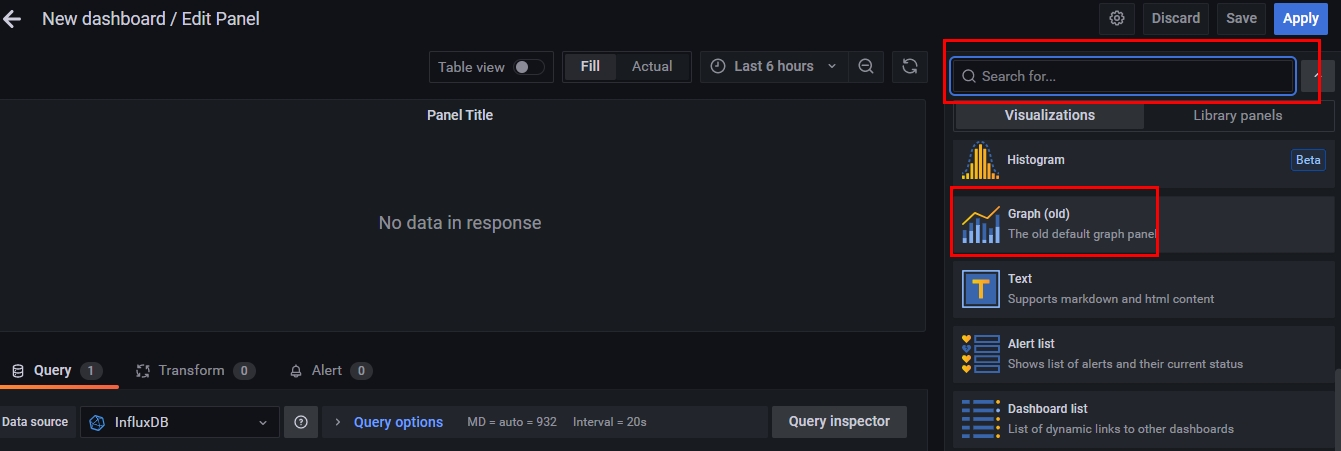 New dashboard / Edit Panel
Discard
Save
Apply
Table view
Fill
Actual
Last 6 hours
Search for...
Visualizations
Library panels
Panel Title
No data in response
Histogram
Beta
Graph (old)
The old default graph panel
Text
Supports markdown and html content
Alert list
Shows list of alerts and their current status
Dashboard list
List of dynamic links to other dashboards
Query 1
Transform 0
Alert 0
Data source
InfluxDB
Query options
MD = auto = 932
Interval = 20s
Query inspector